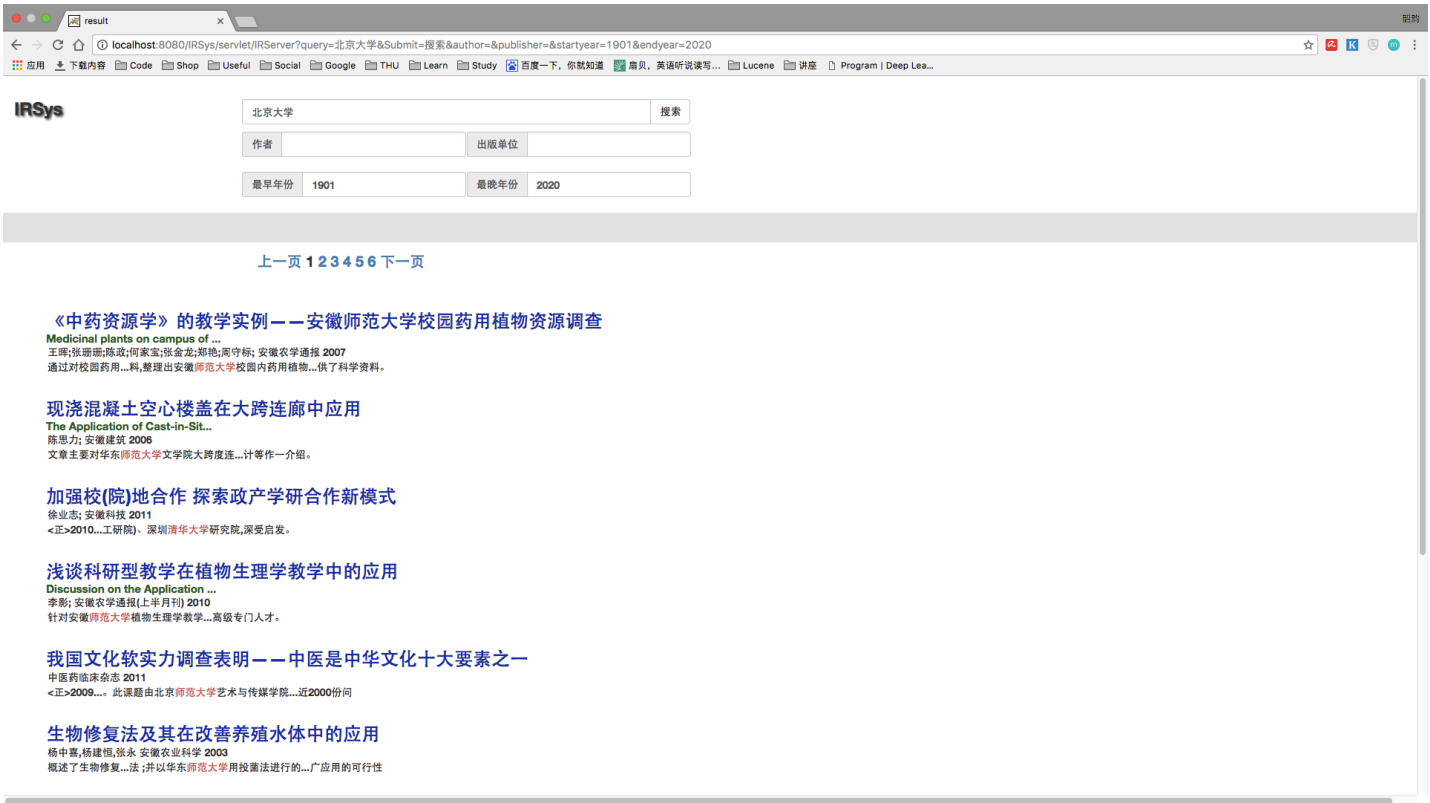 result
昭昀
localhost:8080/IRSys/servlet/IRServer?query=北京大学&Submit=搜索&author=&publisher=&startyear=1901&endyear=2020
应用 下载内容 Code Shop Useful Social Google THU Learn Study 百度一下，你就知道 扇贝，英语听说读写... Lucene 讲座 Program | Deep Lea...
IRSys
北京大学 搜索
作者 出版单位
最早年份 1901 最晚年份 2020
上一页 1 2 3 4 5 6 下一页
《中药资源学》的教学实例——安徽师范大学校园药用植物资源调查
Medicinal plants on campus of ...
王晖;张珊珊;陈政;何家宝;张金龙;郑艳;周守标; 安徽农学通报 2007
通过对校园药用...料,整理出安徽师范大学校园内药用植物...供了科学资料。
现浇混凝土空心楼盖在大跨连廊中应用
The Application of Cast-in-Sit...
陈思力; 安徽建筑 2006
文章主要对华东师范大学文学院大跨度连...计等作一介绍。
加强校(院)地合作 探索政产学研合作新模式
徐业志; 安徽科技 2011
<正>2010...工研院)、深圳清华大学研究院,深受启发。
浅谈科研型教学在植物生理学教学中的应用
Discussion on the Application ...
李影; 安徽农学通报(上半月刊) 2010
针对安徽师范大学植物生理学教学...高级专门人才。
我国文化软实力调查表明——中医是中华文化十大要素之一
中医药临床杂志 2011
<正>2009...。此课题由北京师范大学艺术与传媒学院...近2000份问
生物修复法及其在改善养殖水体中的应用
杨中喜,杨建恒,张永 安徽农业科学 2003
概述了生物修复...法 ;并以华东师范大学用投菌法进行的...广应用的可行性